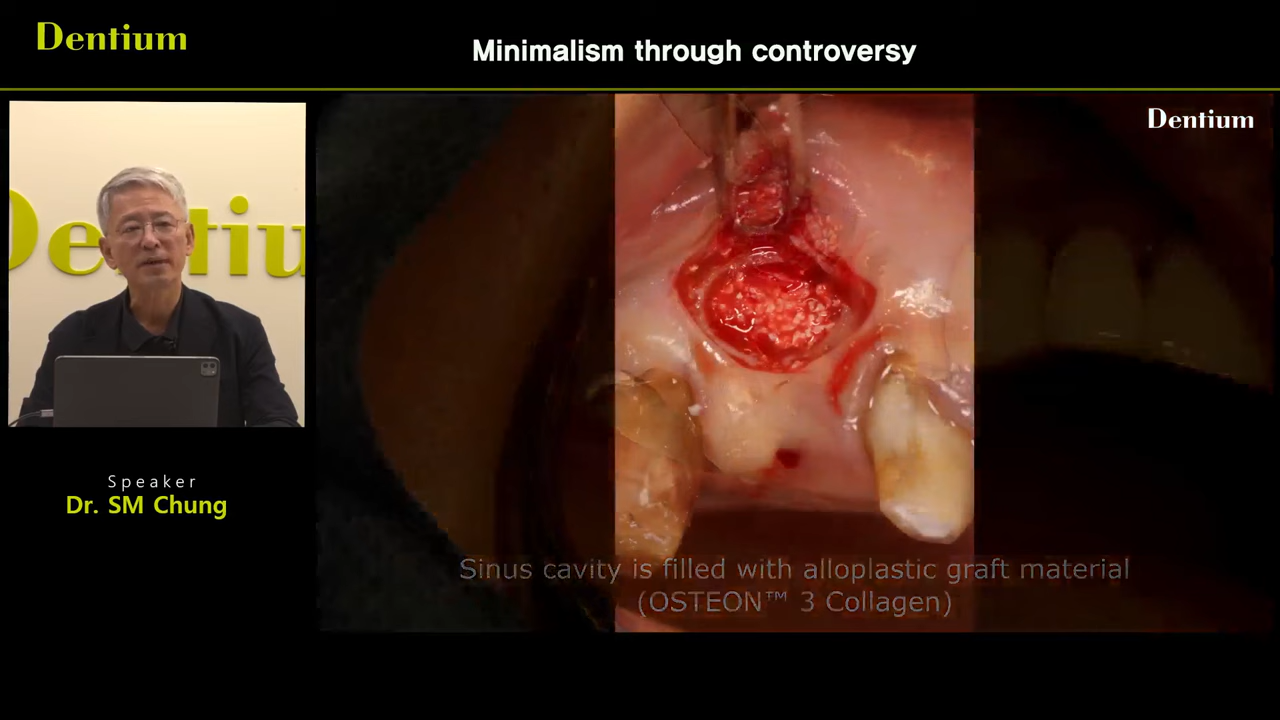 Dentium
Minimalism through controversy
Dentium
Dentiu
Speaker
Dr. SM Chung
Sinus cavity is filled with alloplastic graft material
(OSTEON™ 3 Collagen)